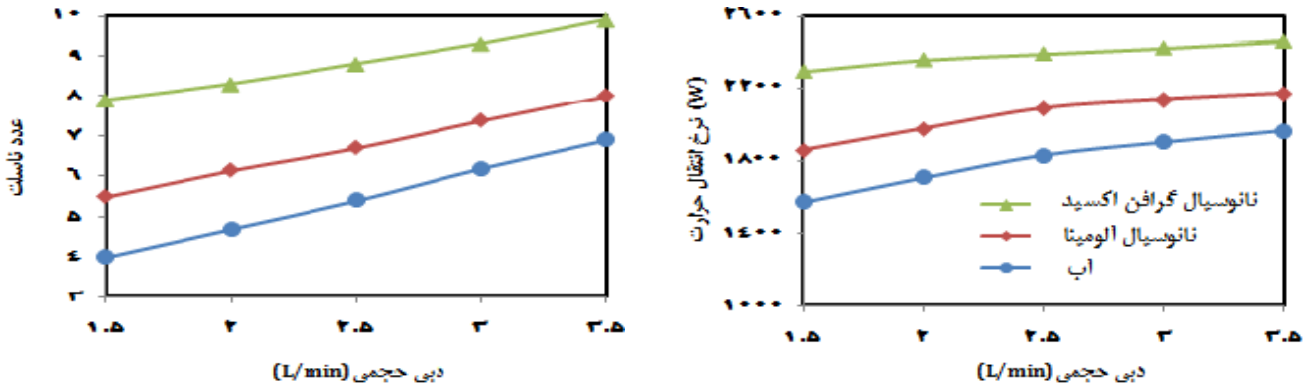 ۱۰
۹
۸
۷
۶
۵
۴
۳
۱.۵ ۲ ۲.۵ ۳ ۳.۵
عدد ناسلت
دبی حجمی (L/min)
۲۶۰۰
۲۲۰۰
۱۸۰۰
۱۴۰۰
۱۰۰۰
۱.۵ ۲ ۲.۵ ۳ ۳.۵
نرخ انتقال حرارت (W)
نانوسیال گرافن اکسید
نانوسیال آلومینا
آب
دبی حجمی (L/min)